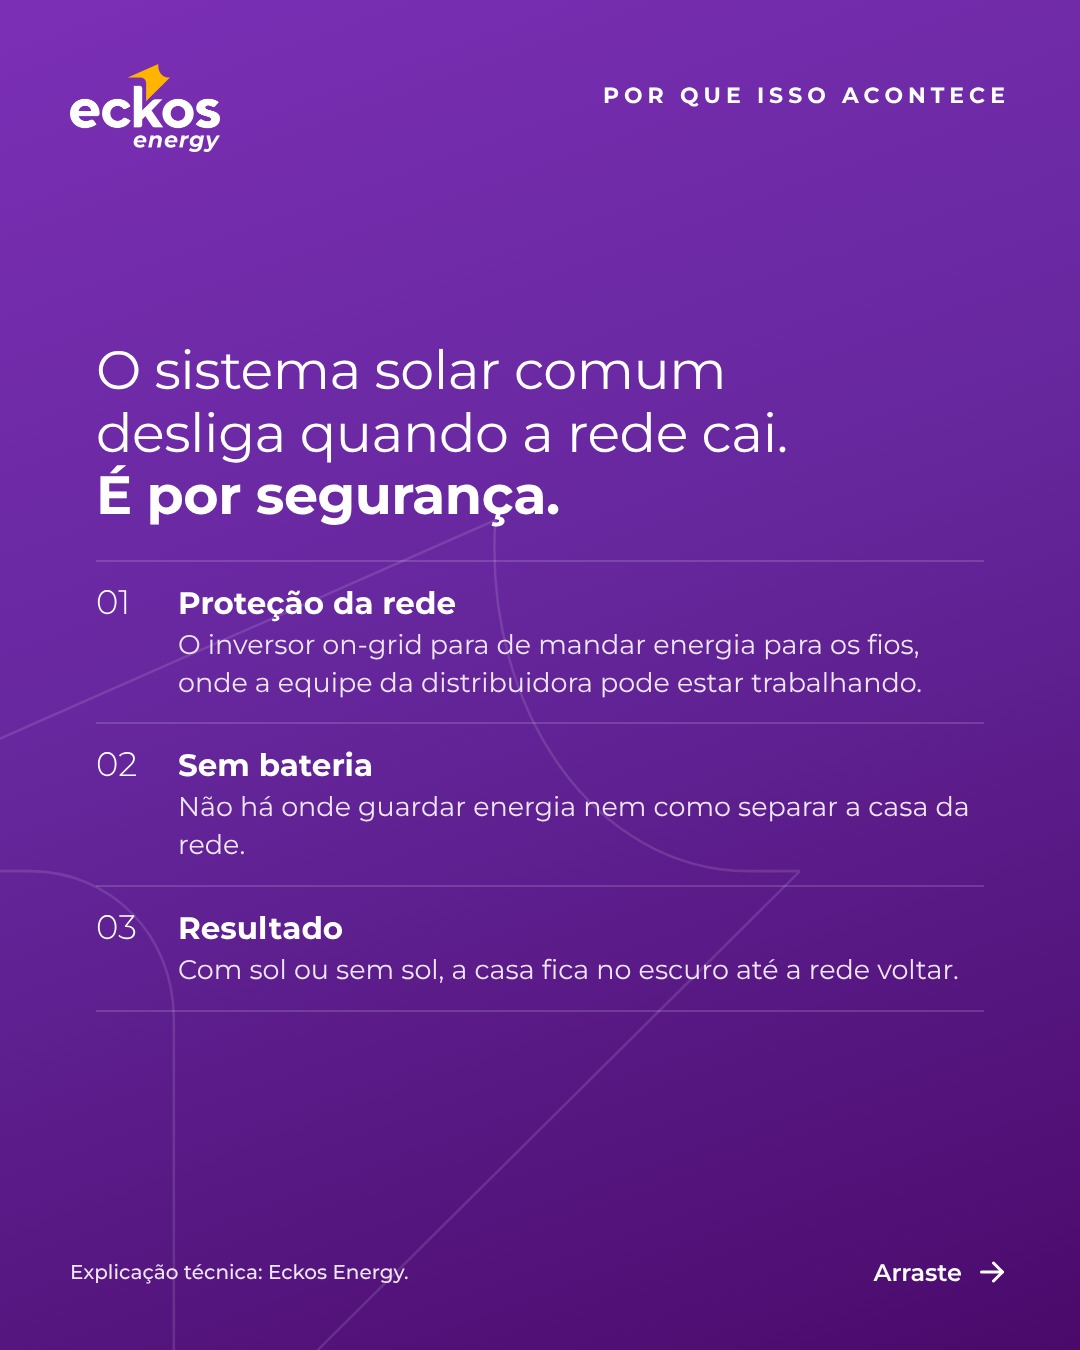 eckos
energy
POR QUE ISSO ACONTECE
O sistema solar comum
desliga quando a rede cai.
É por segurança.
01 Proteção da rede
O inversor on-grid para de mandar energia para os fios,
onde a equipe da distribuidora pode estar trabalhando.
02 Sem bateria
Não há onde guardar energia nem como separar a casa da
rede.
03 Resultado
Com sol ou sem sol, a casa fica no escuro até a rede voltar.
Explicação técnica: Eckos Energy.
Arraste →